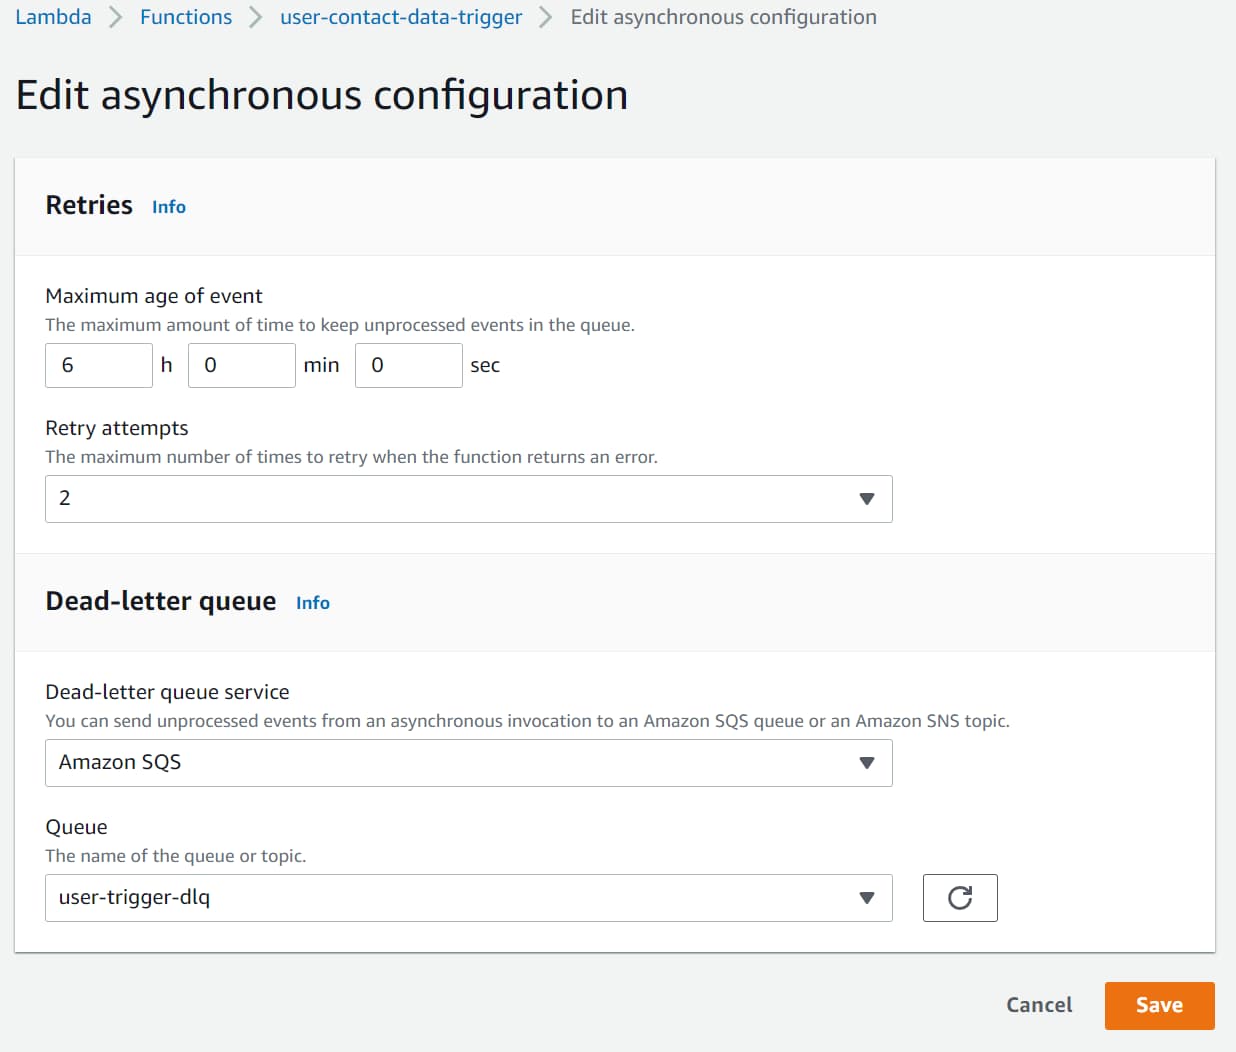 Lambda > Functions > user-contact-data-trigger > Edit asynchronous configuration
Edit asynchronous configuration
Retries Info
Maximum age of event
The maximum amount of time to keep unprocessed events in the queue.
6 h 0 min 0 sec
Retry attempts
The maximum number of times to retry when the function returns an error.
2
Dead-letter queue Info
Dead-letter queue service
You can send unprocessed events from an asynchronous invocation to an Amazon SQS queue or an Amazon SNS topic.
Amazon SQS
Queue
The name of the queue or topic.
user-trigger-dlq
Cancel Save